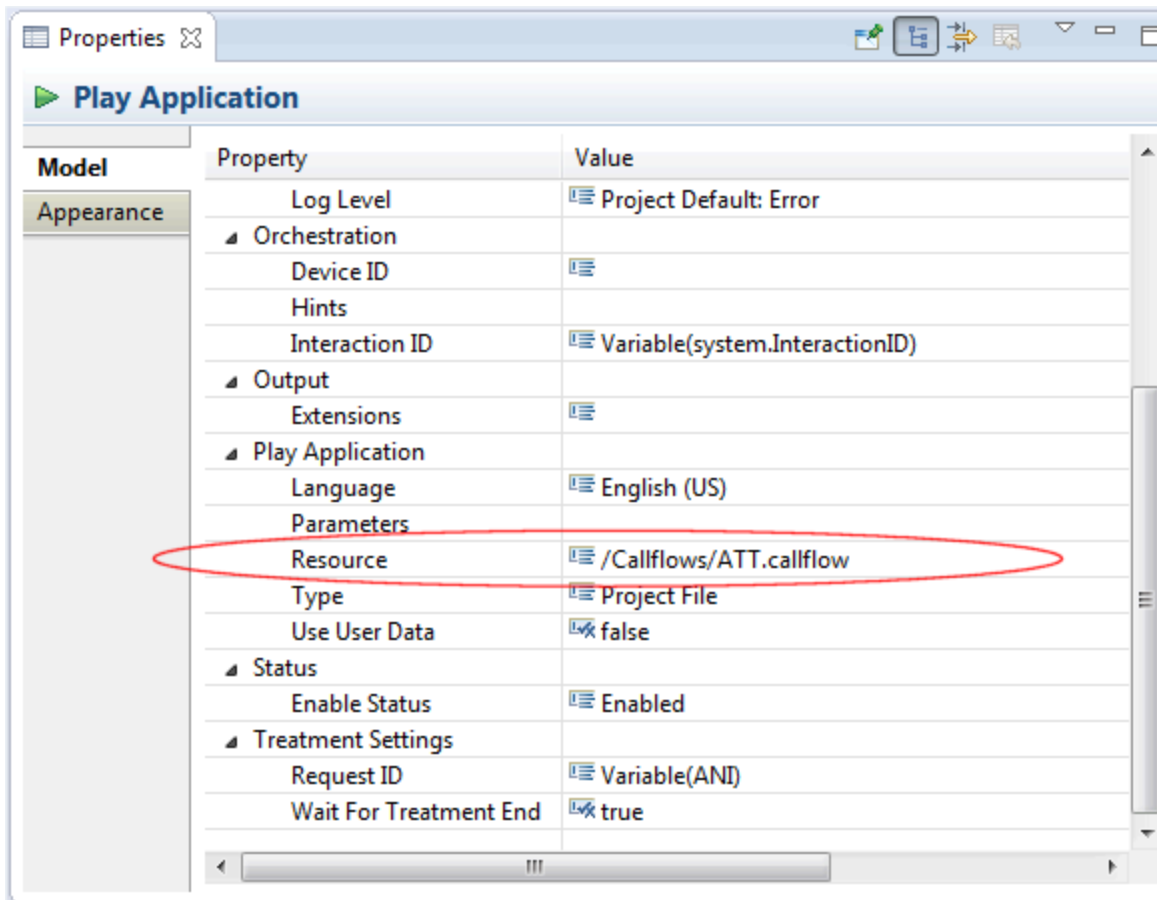 Properties
Play Application
Model
Appearance
Property Value
Log Level Project Default: Error
Orchestration
Device ID
Hints
Interaction ID Variable(system.InteractionID)
Output
Extensions
Play Application
Language English (US)
Parameters
Resource /Callflows/ATT.callflow
Type Project File
Use User Data false
Status
Enable Status Enabled
Treatment Settings
Request ID Variable(ANI)
Wait For Treatment End true